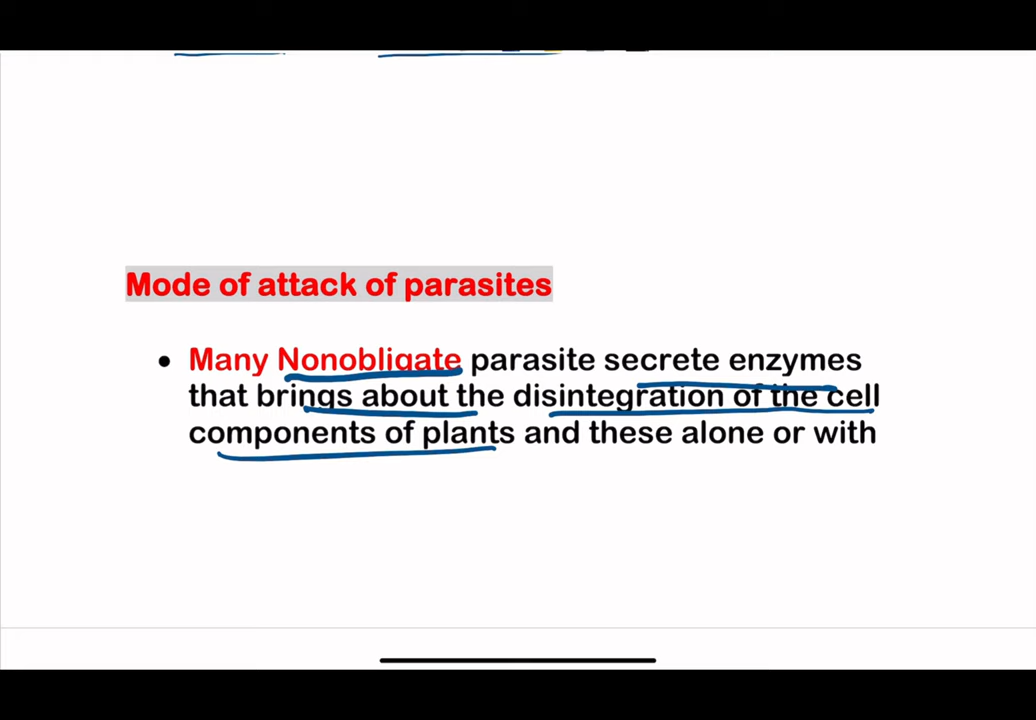 Mode of attack of parasites
• Many Nonobligate parasite secrete enzymes
that brings about the disintegration of the cell
components of plants and these alone or with